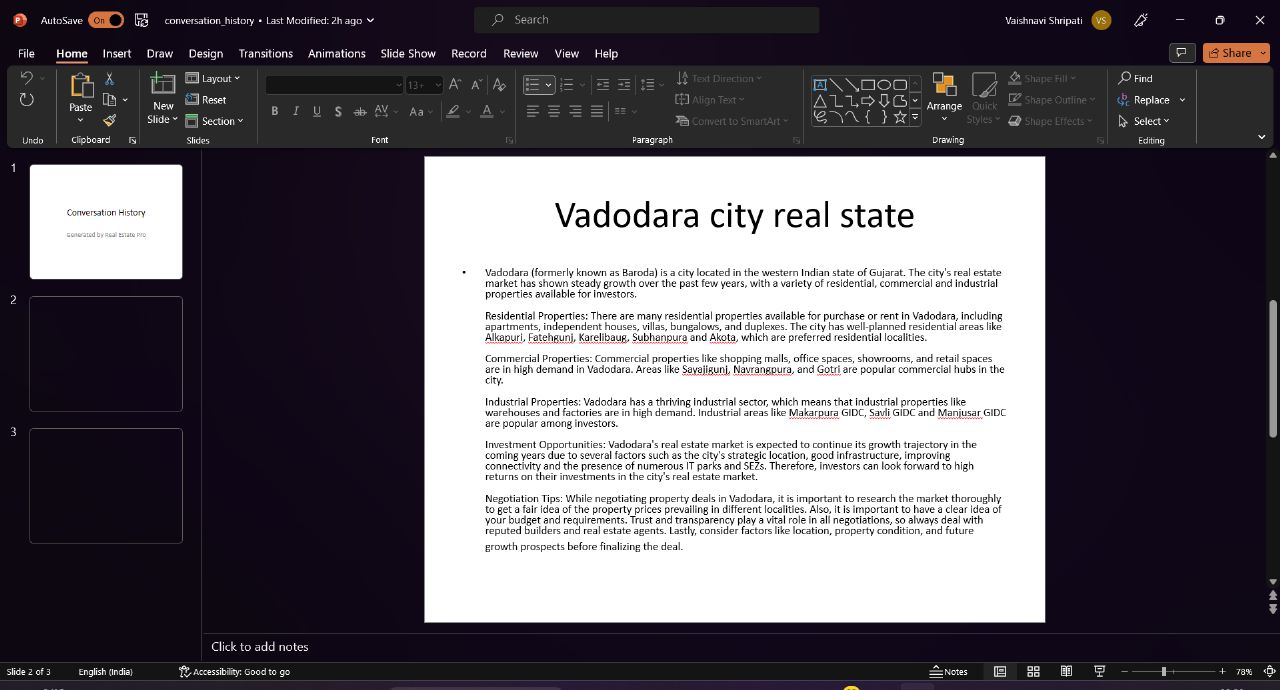 AutoSave On conversation_history • Last Modified: 2h ago Search Vaishnavi Shripati VS
File Home Insert Draw Design Transitions Animations Slide Show Record Review View Help Share
Paste New Slide Layout Reset Section 13+ Text Direction Align Text Convert to SmartArt Arrange Quick Styles Shape Fill Shape Outline Shape Effects Find Replace Select
Undo Clipboard Slides Font Paragraph Drawing Editing
1
Conversation History
Generated by Real Estate Pro
2
3
Vadodara city real state
• Vadodara (formerly known as Baroda) is a city located in the western Indian state of Gujarat. The city's real estate
market has shown steady growth over the past few years, with a variety of residential, commercial and industrial
properties available for investors.
Residential Properties: There are many residential properties available for purchase or rent in Vadodara, including
apartments, independent houses, villas, bungalows, and duplexes. The city has well-planned residential areas like
Alkapuri, Fatehgunj, Karelibaug, Subhanpura and Akota, which are preferred residential localities.
Commercial Properties: Commercial properties like shopping malls, office spaces, showrooms, and retail spaces
are in high demand in Vadodara. Areas like Sayajigunj, Navrangpura, and Gotri are popular commercial hubs in the
city.
Industrial Properties: Vadodara has a thriving industrial sector, which means that industrial properties like
warehouses and factories are in high demand. Industrial areas like Makarpura GIDC, Savli GIDC and Manjusar GIDC
are popular among investors.
Investment Opportunities: Vadodara's real estate market is expected to continue its growth trajectory in the
coming years due to several factors such as the city's strategic location, good infrastructure, improving
connectivity and the presence of numerous IT parks and SEZs. Therefore, investors can look forward to high
returns on their investments in the city's real estate market.
Negotiation Tips: While negotiating property deals in Vadodara, it is important to research the market thoroughly
to get a fair idea of the property prices prevailing in different localities. Also, it is important to have a clear idea of
your budget and requirements. Trust and transparency play a vital role in all negotiations, so always deal with
reputed builders and real estate agents. Lastly, consider factors like location, property condition, and future
growth prospects before finalizing the deal.
Click to add notes
Slide 2 of 3 English (India) Accessibility: Good to go Notes 78%